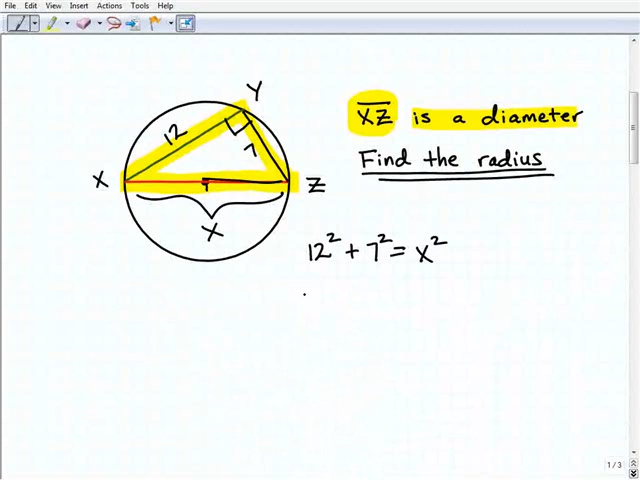 File Edit View Insert Actions Tools Help
Y
XZ is a diameter
12
7
Find the radius
X
Z
X
12² + 7² = x²
1 / 3